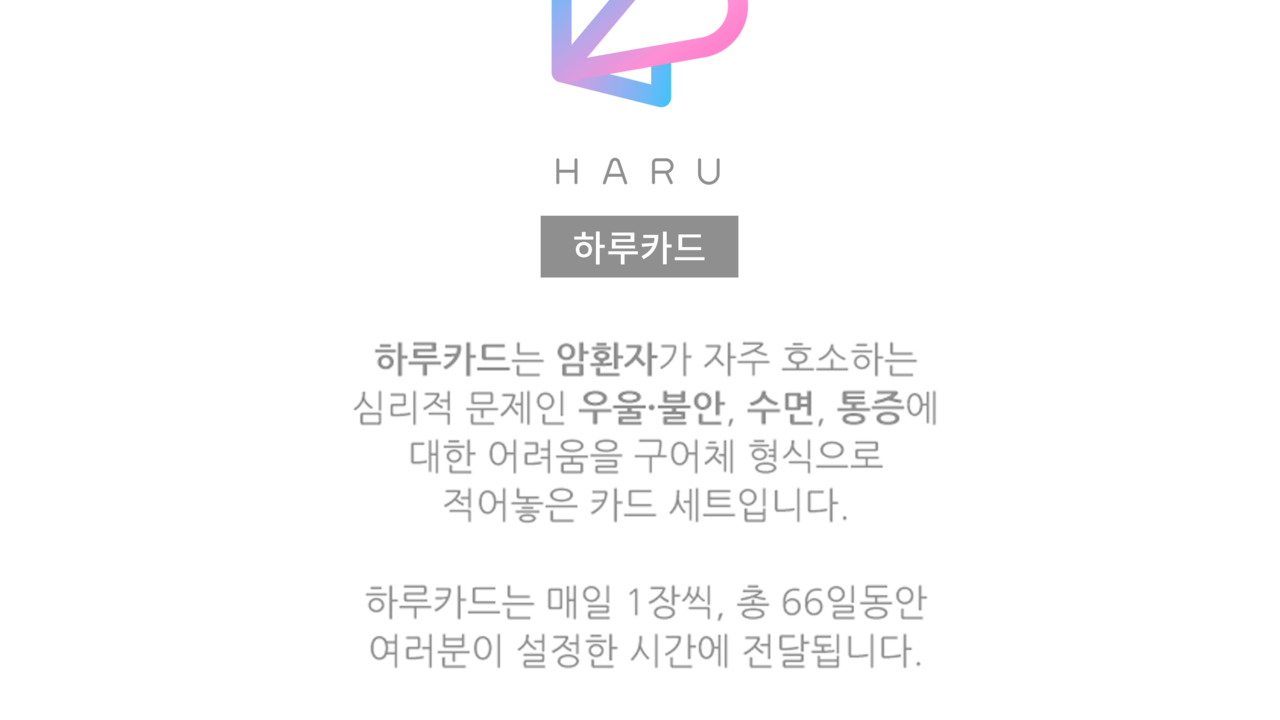 HARU
하루카드
하루카드는 암환자가 자주 호소하는
심리적 문제인 우울·불안, 수면, 통증에
대한 어려움을 구어체 형식으로
적어놓은 카드 세트입니다.
하루카드는 매일 1장씩, 총 66일동안
여러분이 설정한 시간에 전달됩니다.